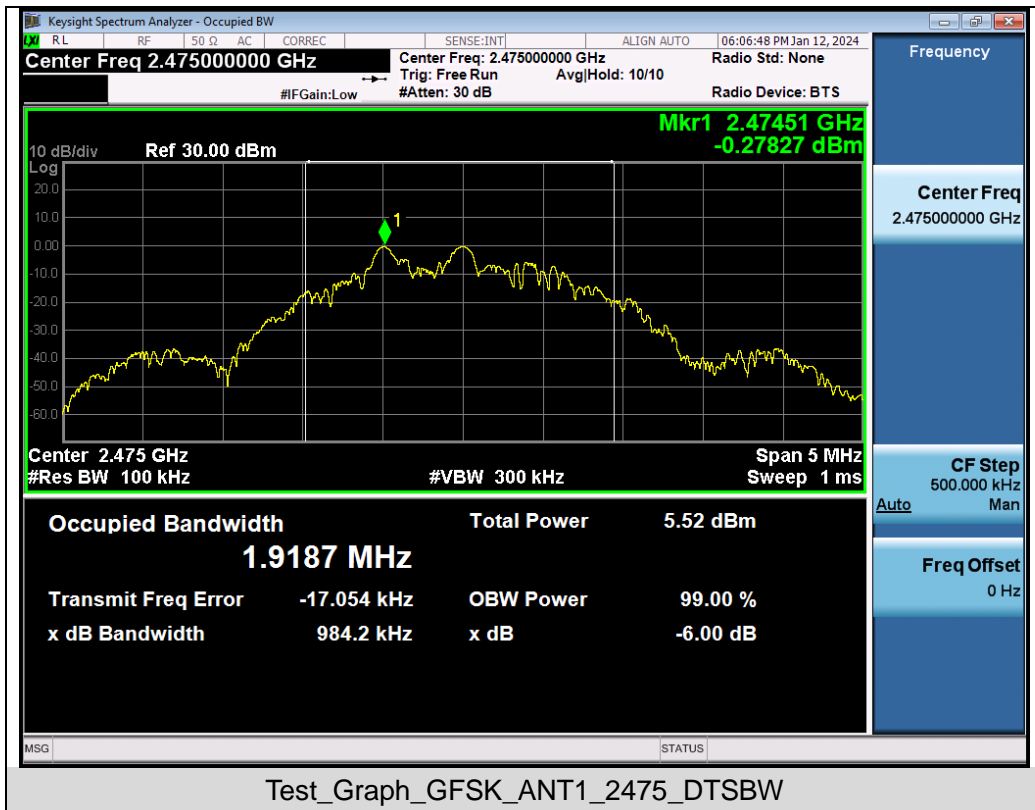 Keysight Spectrum Analyzer - Occupied BW
LXI RL RF 50 Ω AC CORREC SENSE:INT ALIGN AUTO 06:06:48 PM Jan 12, 2024
Center Freq 2.475000000 GHz
Center Freq: 2.475000000 GHz
Radio Std: None
Trig: Free Run Avg|Hold: 10/10
#IFGain:Low
#Atten: 30 dB
Radio Device: BTS
Frequency
Mkr1 2.47451 GHz
-0.27827 dBm
10 dB/div Ref 30.00 dBm
Log
20.0
10.0
0.00
-10.0
-20.0
-30.0
-40.0
-50.0
-60.0
1
Center 2.475 GHz Span 5 MHz
#Res BW 100 kHz #VBW 300 kHz Sweep 1 ms
Center Freq
2.475000000 GHz
CF Step
500.000 kHz
Auto Man
Freq Offset
0 Hz
Occupied Bandwidth Total Power 5.52 dBm
1.9187 MHz
Transmit Freq Error -17.054 kHz OBW Power 99.00 %
x dB Bandwidth 984.2 kHz x dB -6.00 dB
MSG STATUS
Test_Graph_GFSK_ANT1_2475_DTSBW